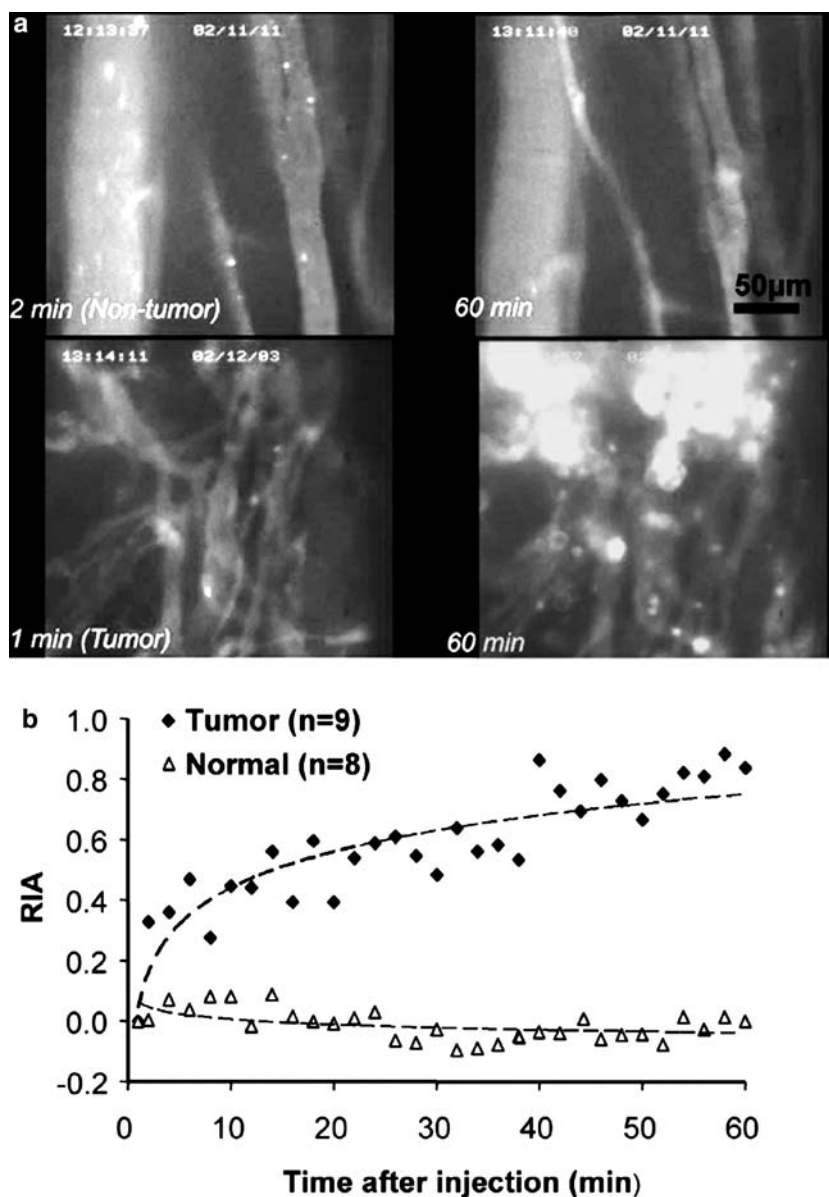 a
12:13:37 02/11/11
13:11:40 02/11/11
2 min (Non-tumor)
60 min
50µm
13:14:11 02/12/03
1 min (Tumor)
60 min
b
1.0
Tumor (n=9)
Normal (n=8)
0.8
0.6
0.4
0.2
0.0
-0.2
RIA
0 10 20 30 40 50 60
Time after injection (min)